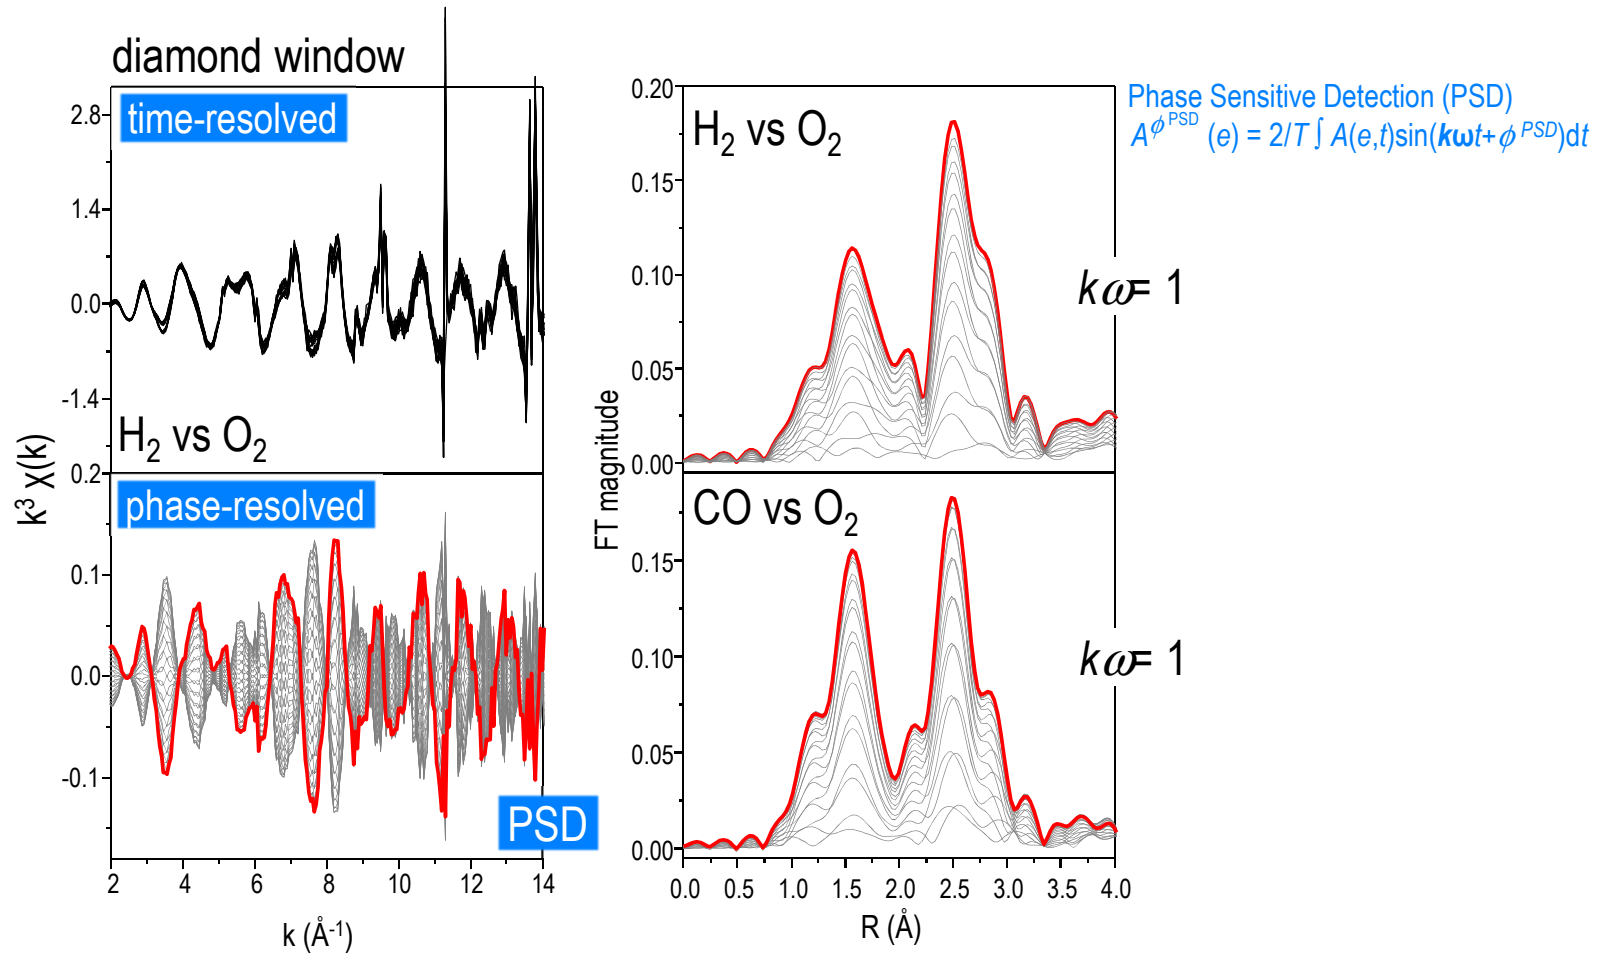 diamond window
time-resolved
2.8
1.4
0.0
-1.4
H₂ vs O₂
k³ χ(k)
0.2
phase-resolved
0.1
0.0
-0.1
PSD
2 4 6 8 10 12 14
k (Å⁻¹)
0.20
H₂ vs O₂
0.15
0.10
kω= 1
0.05
0.00
FT magnitude
CO vs O₂
0.15
0.10
kω= 1
0.05
0.00
0.0 0.5 1.0 1.5 2.0 2.5 3.0 3.5 4.0
R (Å)
Phase Sensitive Detection (PSD)
A^ϕ^PSD (e) = 2/T ∫ A(e,t)sin(kωt+ϕ^PSD)dt